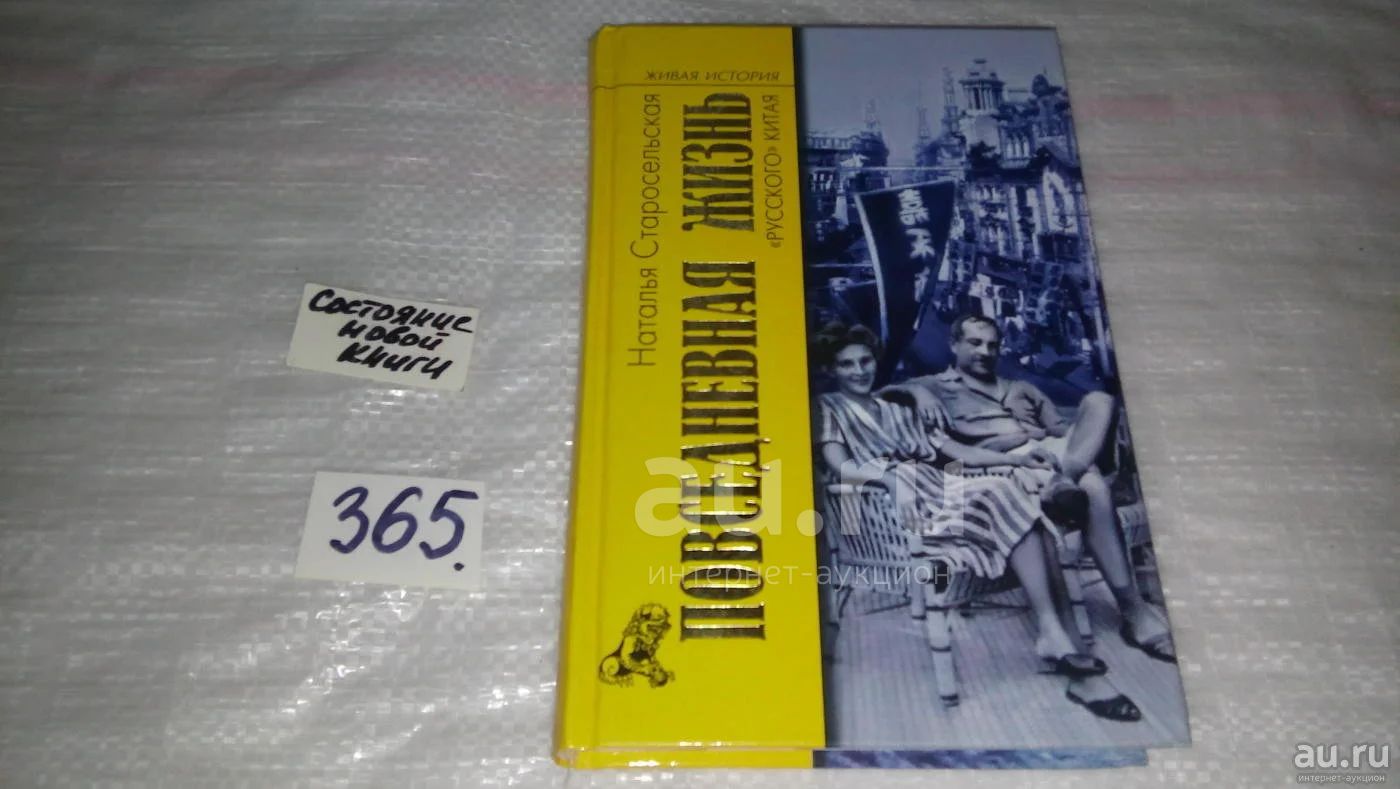 ЖИВАЯ ИСТОРИЯ
Наталья Старосельская
ПОВСЕДНЕВНАЯ ЖИЗНЬ
«РУССКОГО» КИТАЯ
Состояние
новой
книги
365.
au.ru
интернет-аукцион
au.ru
интернет-аукцион